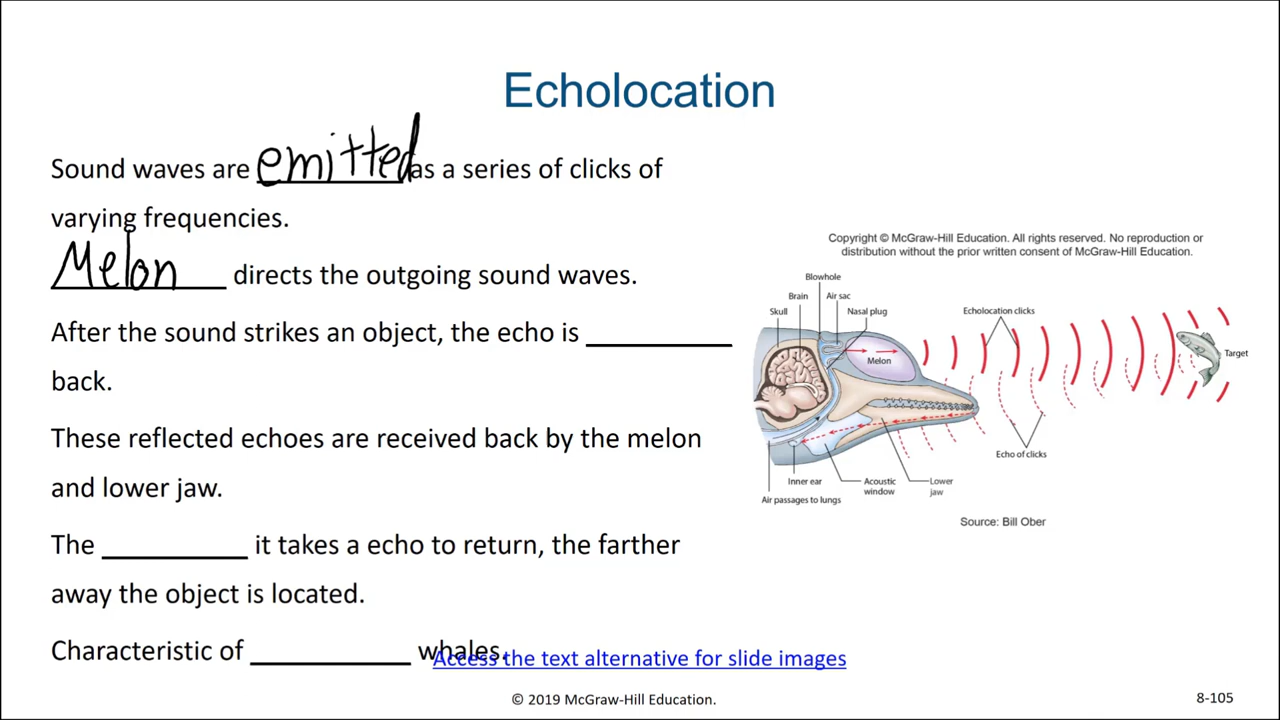 Echolocation
Sound waves are emitted as a series of clicks of
varying frequencies.
Melon directs the outgoing sound waves.
After the sound strikes an object, the echo is __________
back.
These reflected echoes are received back by the melon
and lower jaw.
The __________ it takes a echo to return, the farther
away the object is located.
Characteristic of ___________ whales.
Access the text alternative for slide images
Copyright © McGraw-Hill Education. All rights reserved. No reproduction or
distribution without the prior written consent of McGraw-Hill Education.
Blowhole
Brain
Air sac
Skull
Nasal plug
Echolocation clicks
Melon
Target
Echo of clicks
Inner ear
Acoustic
window
Lower
jaw
Air passages to lungs
Source: Bill Ober
© 2019 McGraw-Hill Education.
8-105